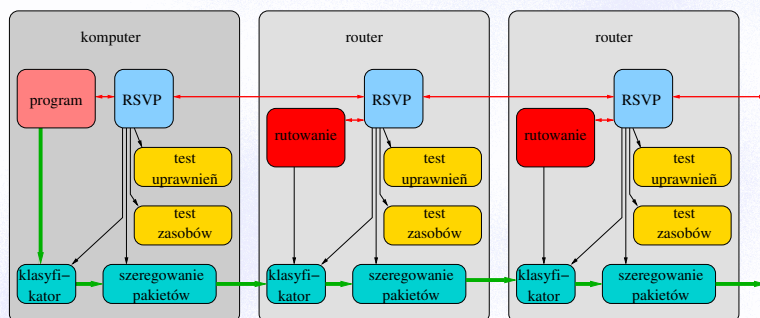 komputer
program
RSVP
test
uprawnień
test
zasobów
klasyfi-
kator
szeregowanie
pakietów
router
RSVP
rutowanie
test
uprawnień
test
zasobów
klasyfi-
kator
szeregowanie
pakietów
router
RSVP
rutowanie
test
uprawnień
test
zasobów
klasyfi-
kator
szeregowanie
pakietów